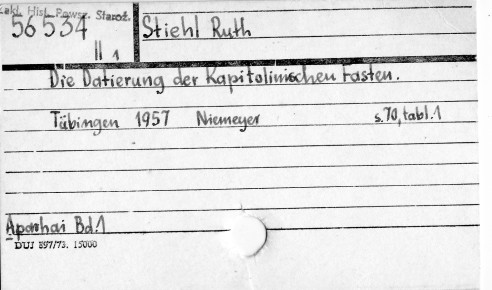 Zakł. Hist. Powsz. Staroż.
56534
II 1
Stiehl Ruth
Die Datierung der Kapitolinischen Fasten.
Tübingen 1957 Niemeyer s.70, tabl.1
Aparhai Bd.1
DUJ 897/73. 15000